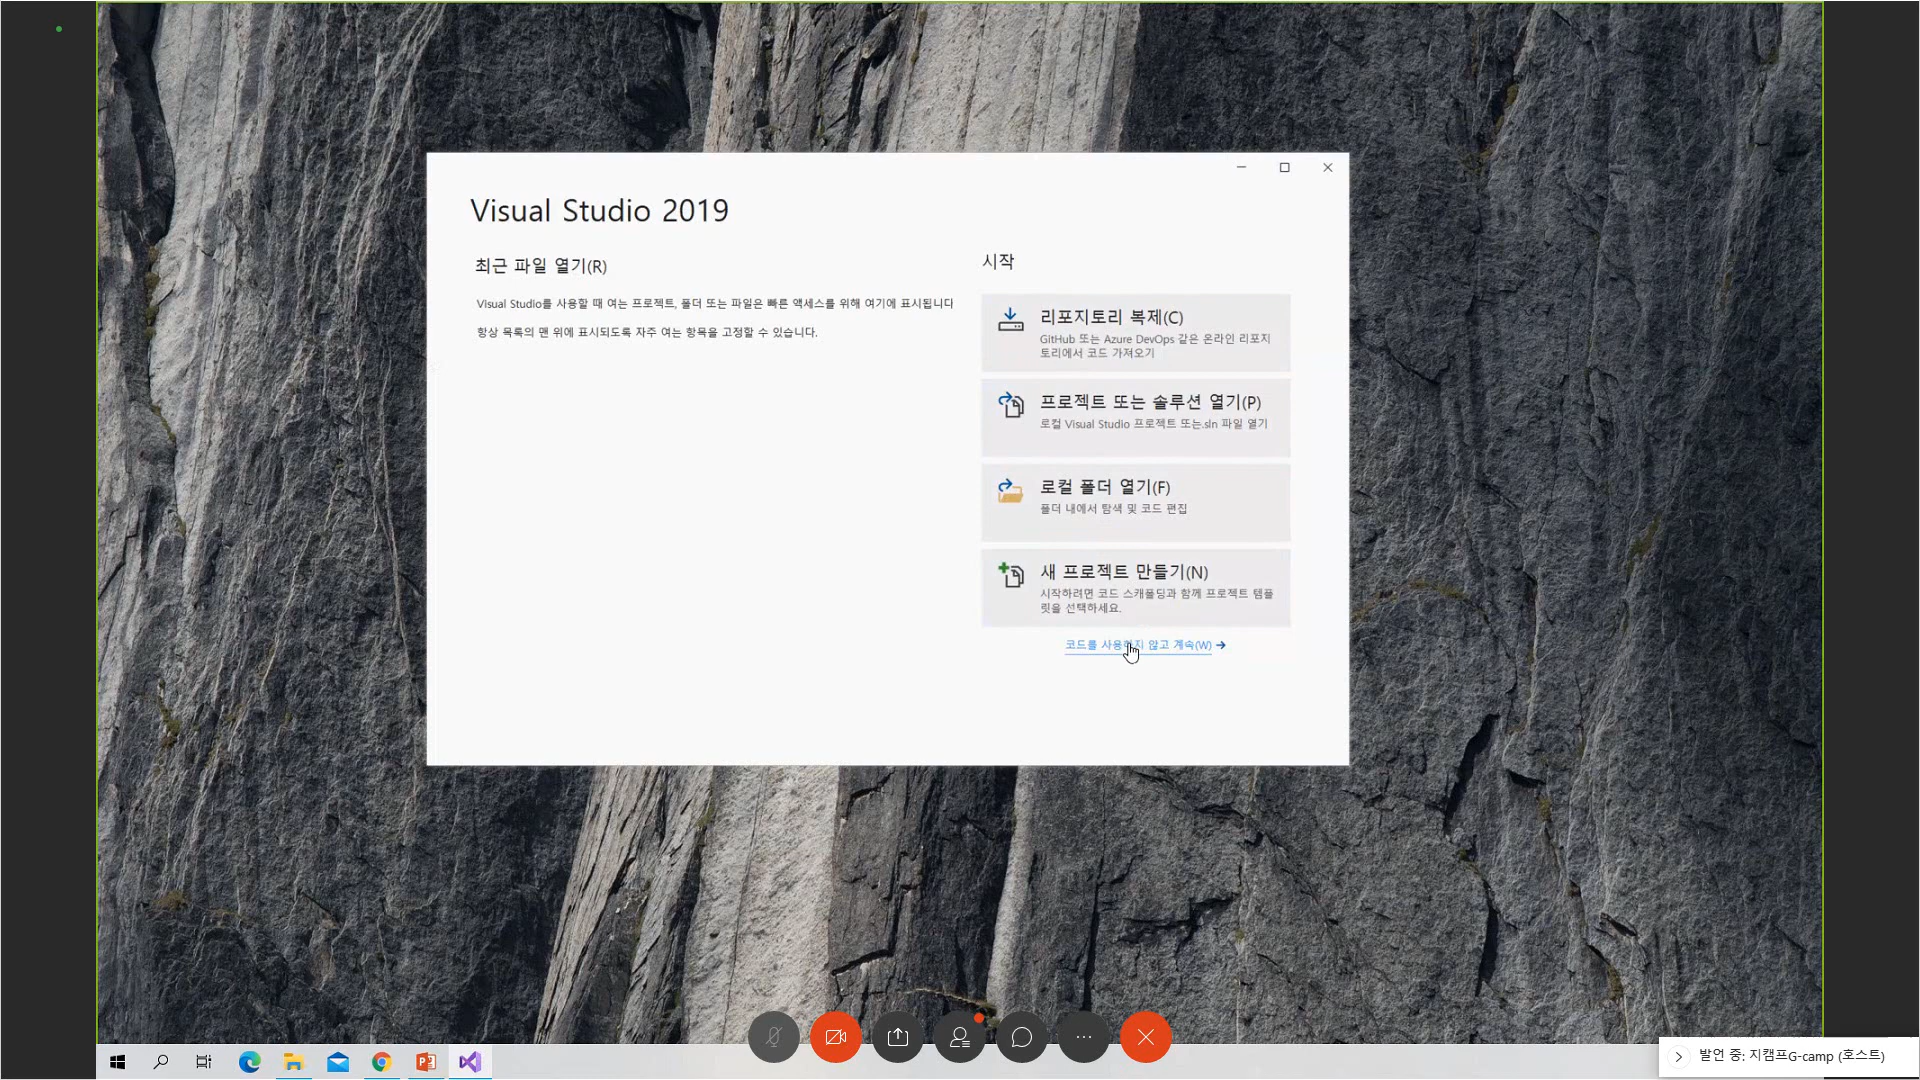 Visual Studio 2019
최근 파일 열기(R)
Visual Studio를 사용할 때 여는 프로젝트, 폴더 또는 파일은 빠른 액세스를 위해 여기에 표시됩니다
항상 목록의 맨 위에 표시되도록 자주 여는 항목을 고정할 수 있습니다.
시작
리포지토리 복제(C)
GitHub 또는 Azure DevOps 같은 온라인 리포지
토리에서 코드 가져오기
프로젝트 또는 솔루션 열기(P)
로컬 Visual Studio 프로젝트 또는.sln 파일 열기
로컬 폴더 열기(F)
폴더 내에서 탐색 및 코드 편집
새 프로젝트 만들기(N)
시작하려면 코드 스캐폴딩과 함께 프로젝트 템플
릿을 선택하세요.
코드를 사용하지 않고 계속(W)
발언 중: 지캠프G-camp (호스트)